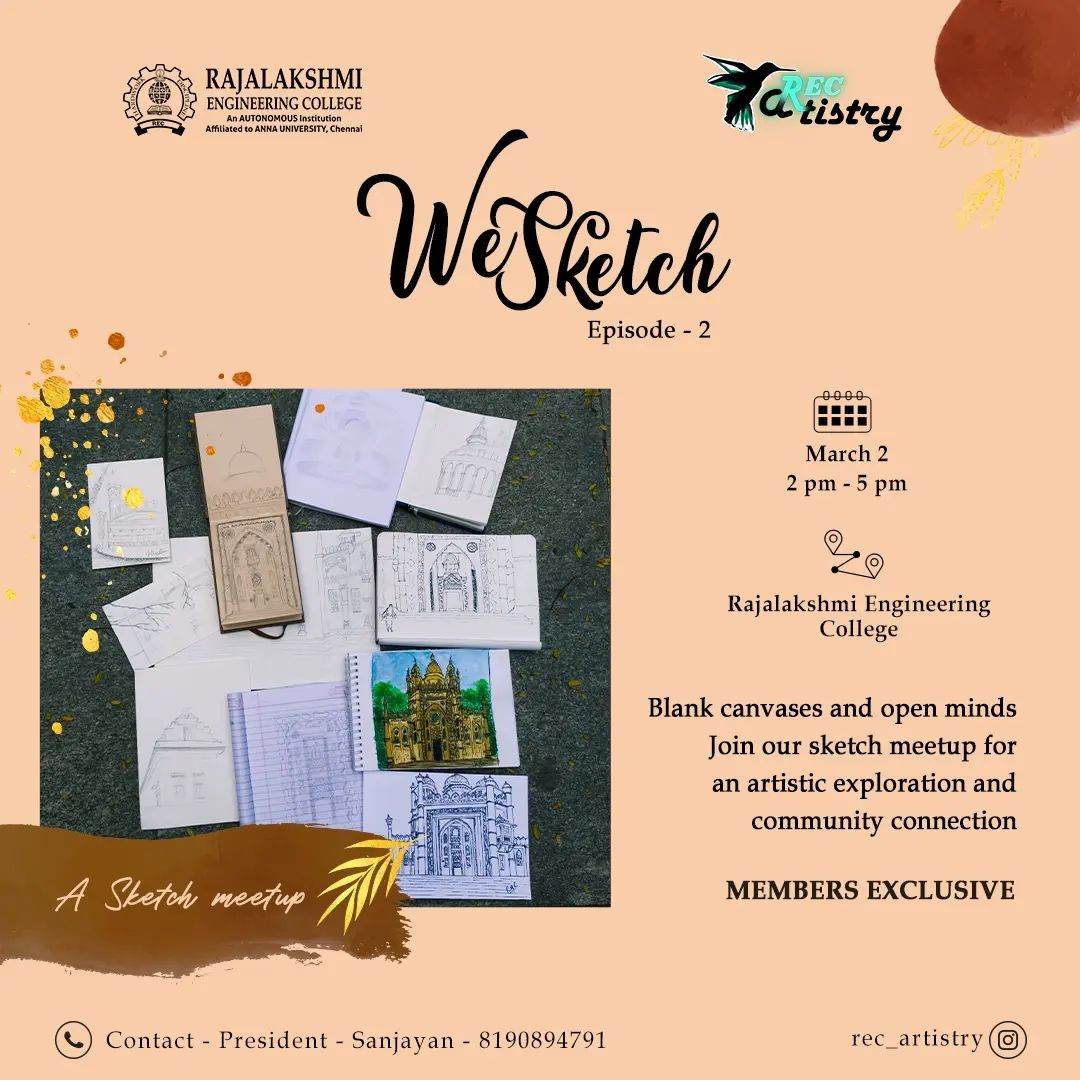 RAJALAKSHMI
ENGINEERING COLLEGE
An AUTONOMOUS Institution
Affiliated to ANNA UNIVERSITY, Chennai
REC
REC
artistry
WeSketch
Episode - 2
March 2
2 pm - 5 pm
Rajalakshmi Engineering
College
Blank canvases and open minds
Join our sketch meetup for
an artistic exploration and
community connection
MEMBERS EXCLUSIVE
A Sketch meetup
Contact - President - Sanjayan - 8190894791
rec_artistry